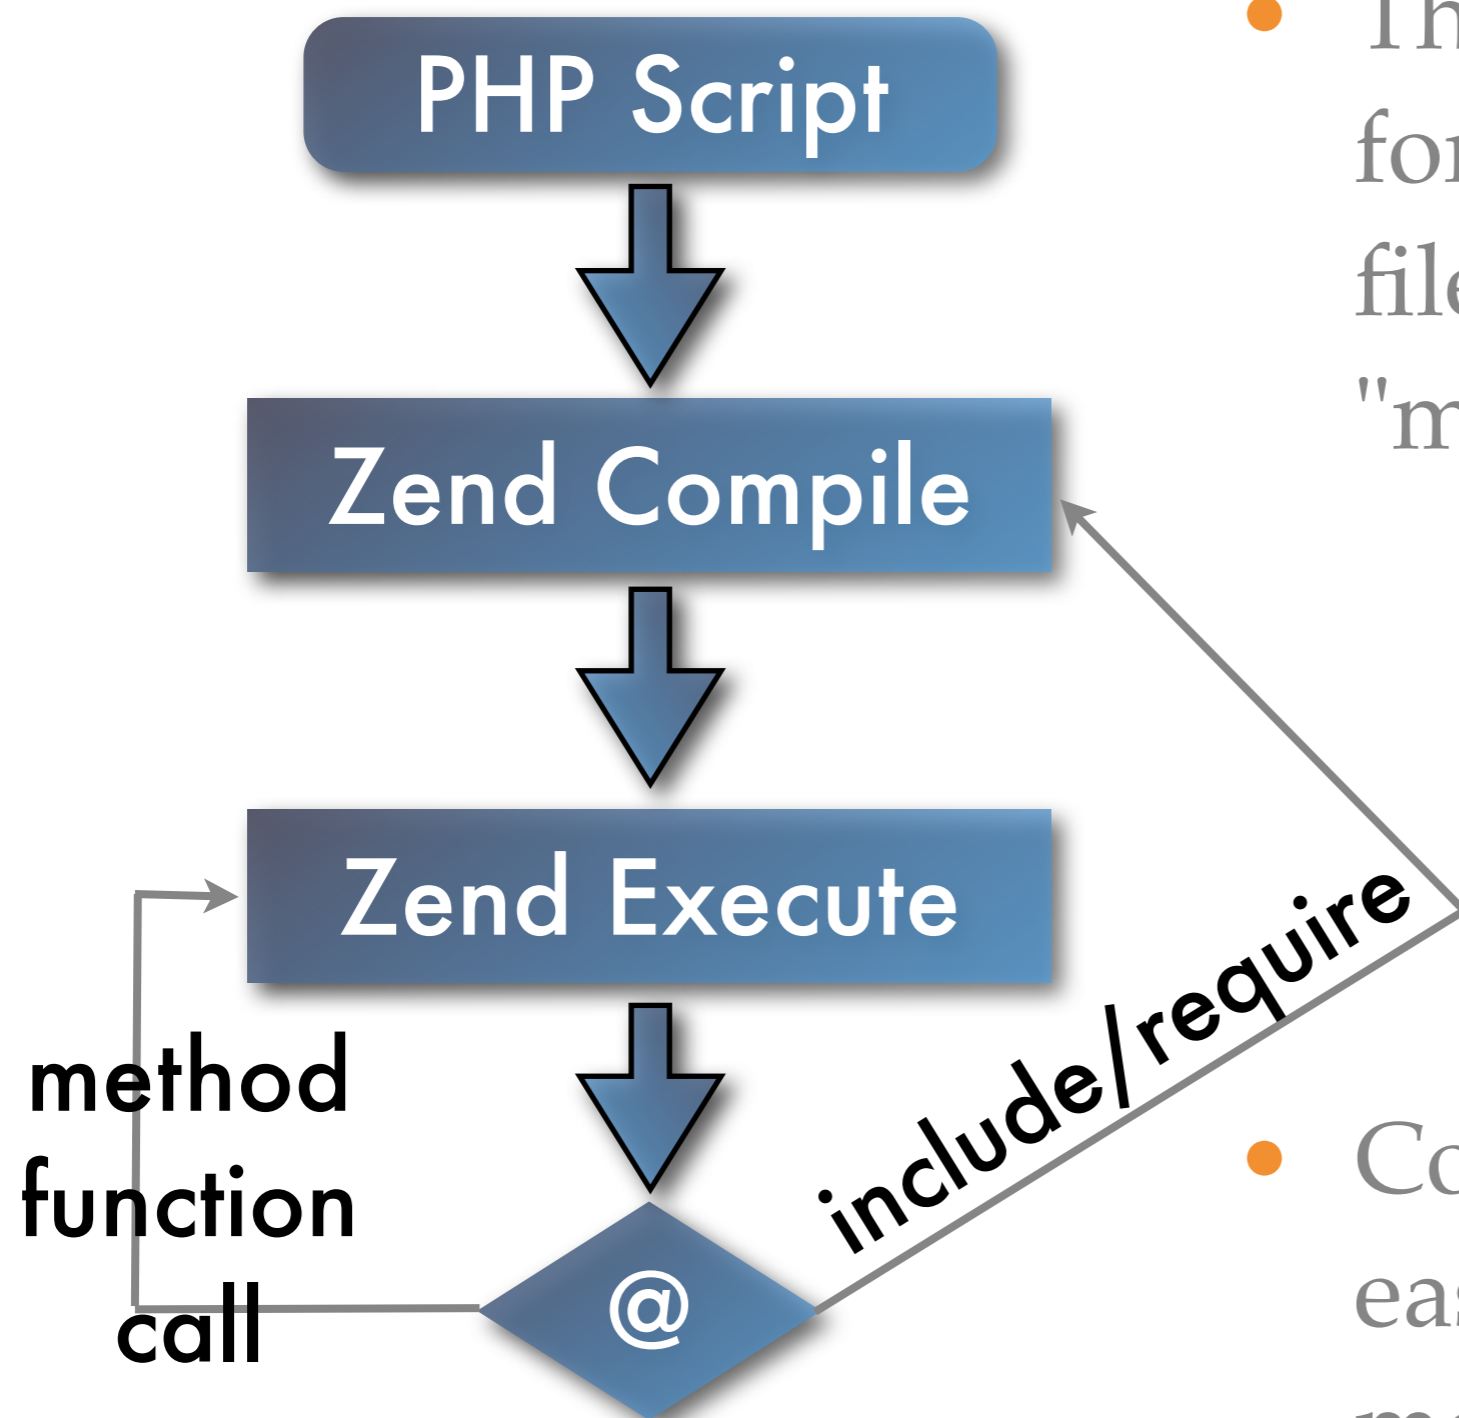 PHP Script
Zend Compile
Zend Execute
method
function
call
@
include/require